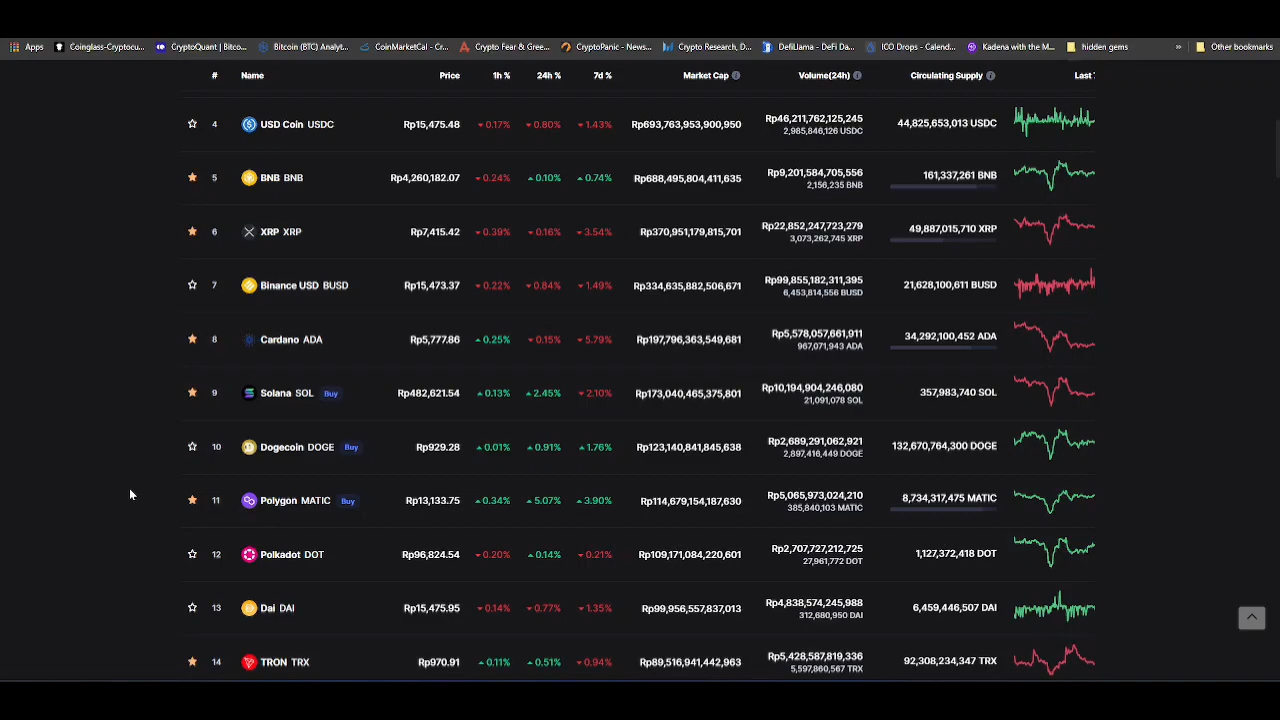 Apps Coinglass-Cryptocu... CryptoQuant | Bitco... Bitcoin (BTC) Analyt... CoinMarketCal - Cr... Crypto Fear & Gree... CryptoPanic - News... Crypto Research, D... DefiLlama - DeFi Da... ICO Drops - Calend... Kadena with the M... hidden gems » Other bookmarks
# Name Price 1h % 24h % 7d % Market Cap Volume(24h) Circulating Supply Last 7
4 USD Coin USDC Rp15,475.48 0.17% 0.80% 1.43% Rp693,763,953,900,950 Rp46,211,762,125,245 44,825,653,013 USDC
2,985,846,126 USDC
5 BNB BNB Rp4,260,182.07 0.24% 0.10% 0.74% Rp688,495,804,411,635 Rp9,201,584,705,556 161,337,261 BNB
2,156,235 BNB
6 XRP XRP Rp7,415.42 0.39% 0.16% 3.54% Rp370,951,179,815,701 Rp22,852,247,723,279 49,887,015,710 XRP
3,073,262,745 XRP
7 Binance USD BUSD Rp15,473.37 0.22% 0.84% 1.49% Rp334,635,882,506,671 Rp99,855,182,311,395 21,628,100,611 BUSD
6,453,814,556 BUSD
8 Cardano ADA Rp5,777.86 0.25% 0.15% 5.79% Rp197,796,363,549,681 Rp5,578,057,661,911 34,292,100,452 ADA
967,071,943 ADA
9 Solana SOL Buy Rp482,621.54 0.13% 2.45% 2.10% Rp173,040,465,375,801 Rp10,194,904,246,080 357,983,740 SOL
21,091,078 SOL
10 Dogecoin DOGE Buy Rp929.28 0.01% 0.91% 1.76% Rp123,140,841,845,638 Rp2,689,291,062,921 132,670,764,300 DOGE
2,897,416,449 DOGE
11 Polygon MATIC Buy Rp13,133.75 0.34% 5.07% 3.90% Rp114,679,154,187,630 Rp5,065,973,024,210 8,734,317,475 MATIC
385,840,103 MATIC
12 Polkadot DOT Rp96,824.54 0.20% 0.14% 0.21% Rp109,171,084,220,601 Rp2,707,727,212,725 1,127,372,418 DOT
27,961,772 DOT
13 Dai DAI Rp15,475.95 0.14% 0.77% 1.35% Rp99,956,557,837,013 Rp4,838,574,245,988 6,459,446,507 DAI
312,680,950 DAI
14 TRON TRX Rp970.91 0.11% 0.51% 0.94% Rp89,516,941,442,963 Rp5,428,587,819,336 92,308,234,347 TRX
5,597,860,567 TRX